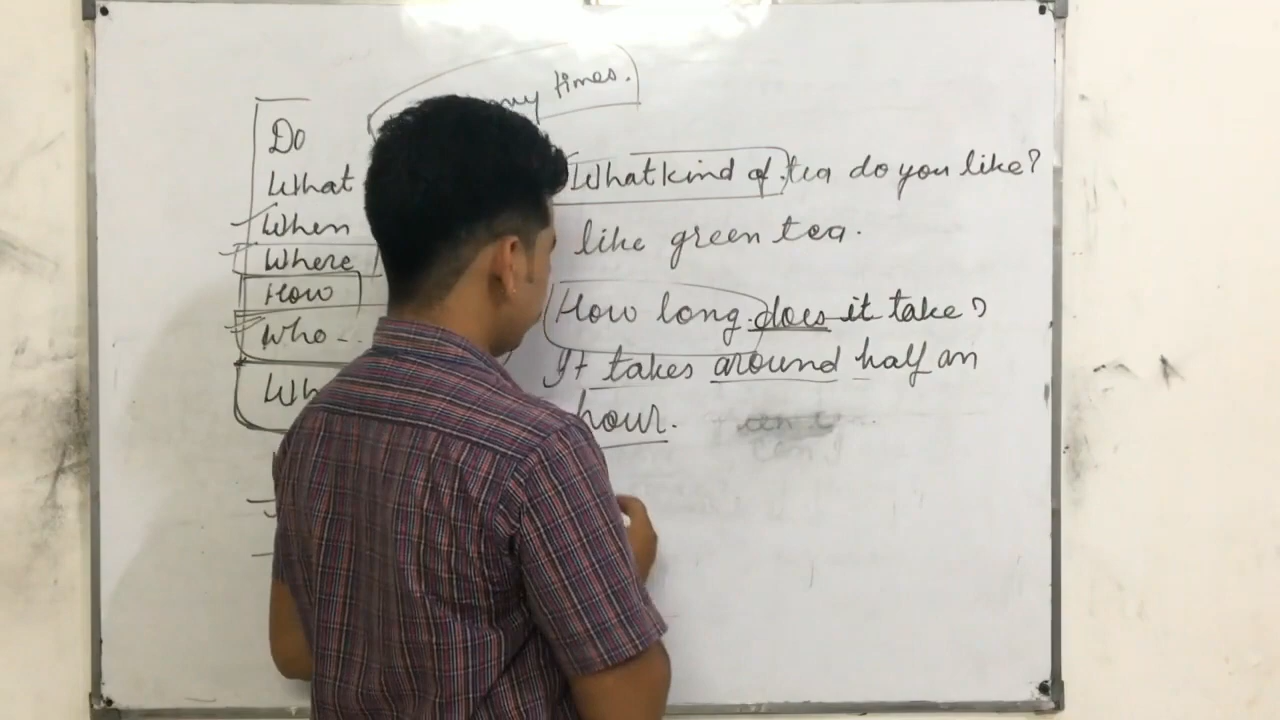 times.
Do
What
When
Where
How
Who--
Wh
What kind of tea do you like?
like green tea.
How long does it take?
It takes around half an
hour.